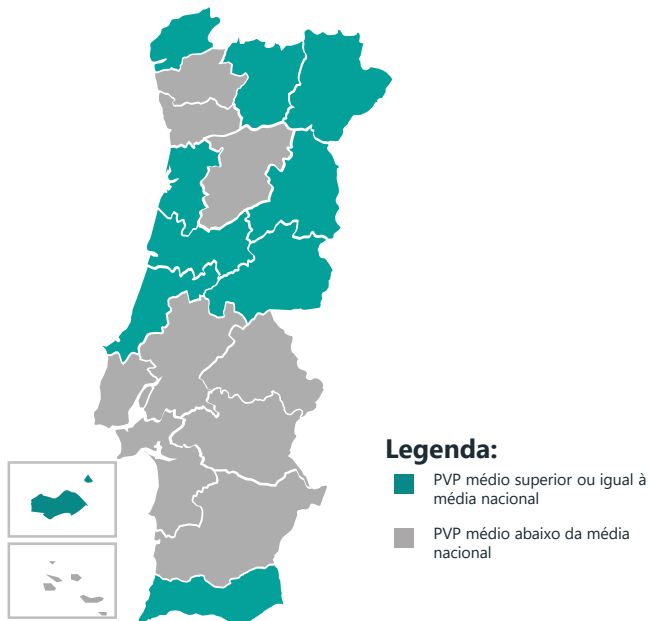 Legenda:
PVP médio superior ou igual à
média nacional
PVP médio abaixo da média
nacional